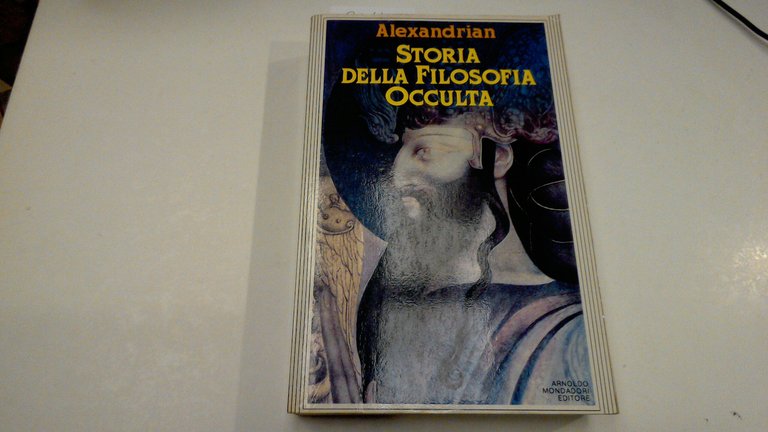 Alexandrian
STORIA
DELLA FILOSOFIA
OCCULTA
ARNOLDO
MONDADORI
EDITORE